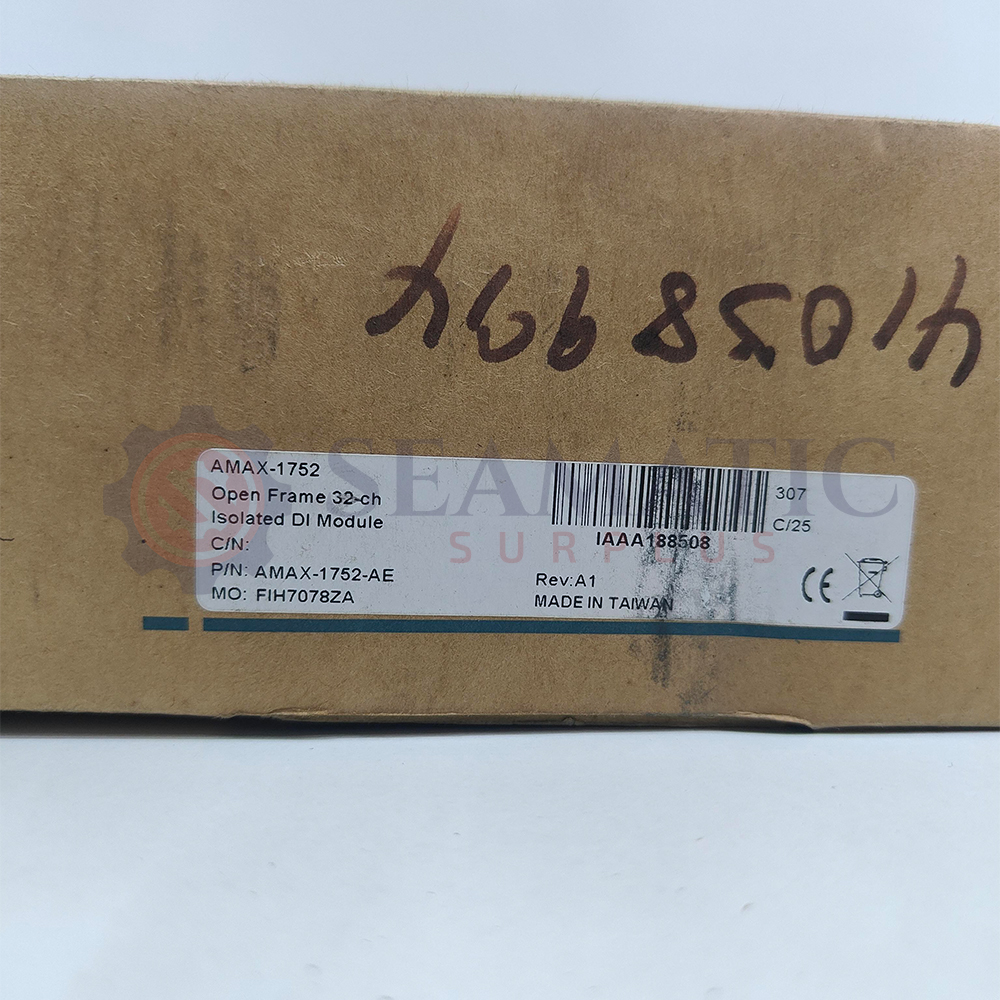 AMAX-1752
Open Frame 32-ch
Isolated DI Module
C/N:
P/N: AMAX-1752-AE
MO: FIH7078ZA
307
C/25
IAAA188508
Rev:A1
MADE IN TAIWAN
CE
SEAMATIC
SURPLUS